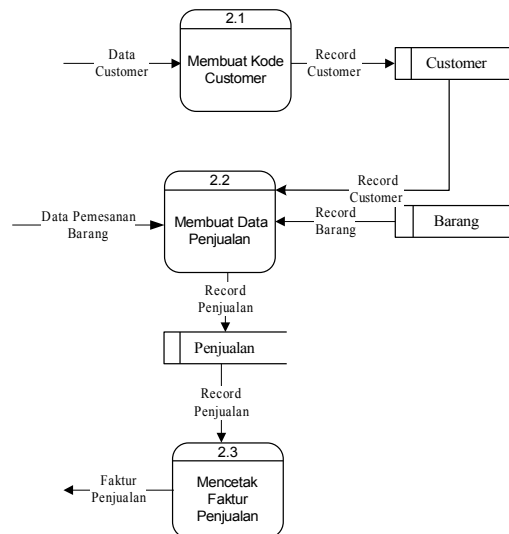 2.1
Data
Customer
Membuat Kode
Customer
Record
Customer
Customer
2.2
Record
Customer
Data Pemesanan
Barang
Membuat Data
Penjualan
Record
Barang
Barang
Record
Penjualan
Penjualan
Record
Penjualan
2.3
Faktur
Penjualan
Mencetak
Faktur
Penjualan